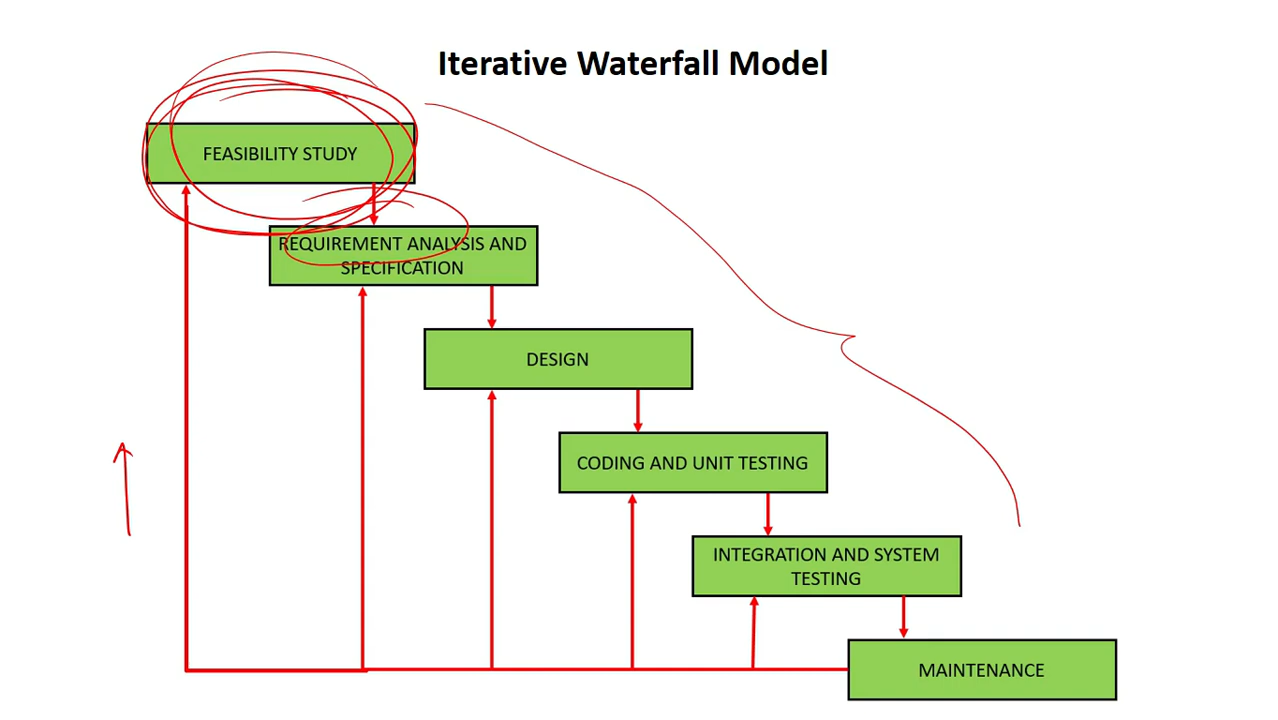 Iterative Waterfall Model
FEASIBILITY STUDY
REQUIREMENT ANALYSIS AND
SPECIFICATION
DESIGN
CODING AND UNIT TESTING
INTEGRATION AND SYSTEM
TESTING
MAINTENANCE